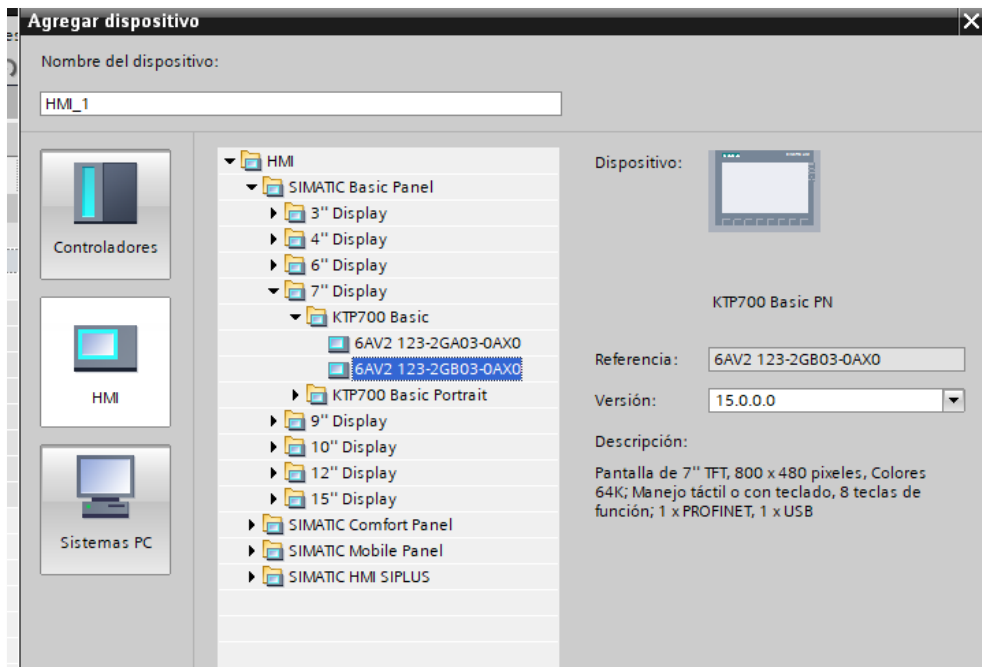 Agregar dispositivo
Nombre del dispositivo:
HMI_1
Controladores
HMI
Sistemas PC
HMI
SIMATIC Basic Panel
3'' Display
4'' Display
6'' Display
7'' Display
KTP700 Basic
6AV2 123-2GA03-0AX0
6AV2 123-2GB03-0AX0
KTP700 Basic Portrait
9'' Display
10'' Display
12'' Display
15'' Display
SIMATIC Comfort Panel
SIMATIC Mobile Panel
SIMATIC HMI SIPLUS
Dispositivo:
KTP700 Basic PN
Referencia: 6AV2 123-2GB03-0AX0
Versión: 15.0.0.0
Descripción:
Pantalla de 7'' TFT, 800 x 480 pixeles, Colores
64K; Manejo táctil o con teclado, 8 teclas de
función; 1 x PROFINET, 1 x USB